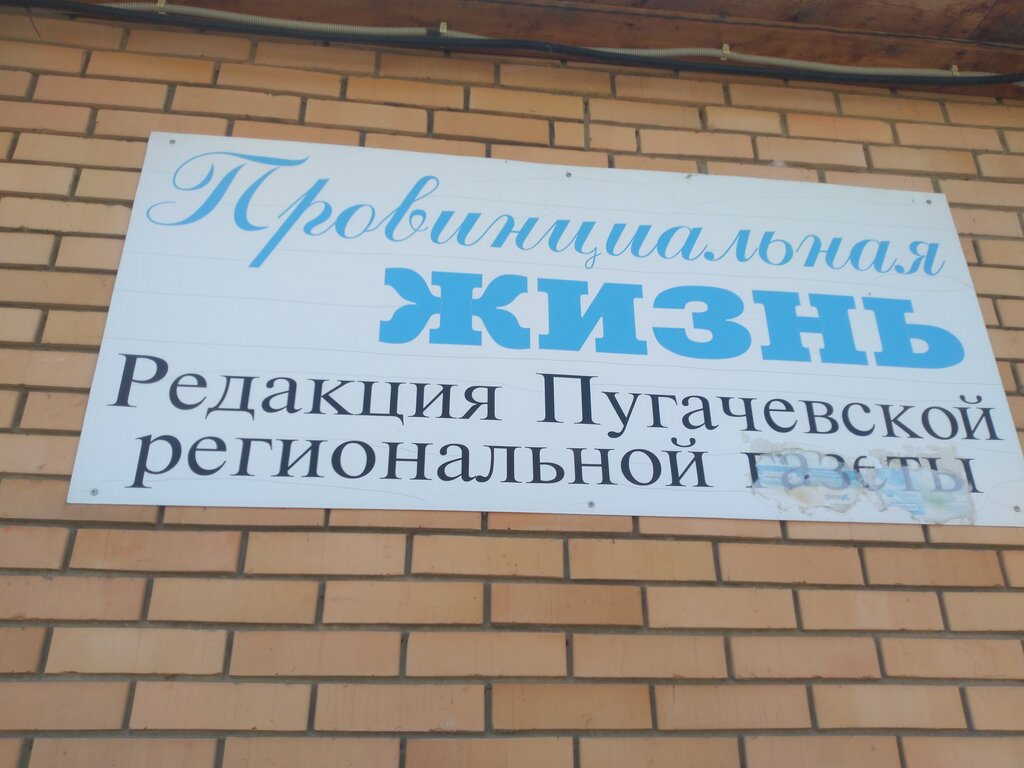 Провинциальная
жизнь
Редакция Пугачевской
региональной газеты